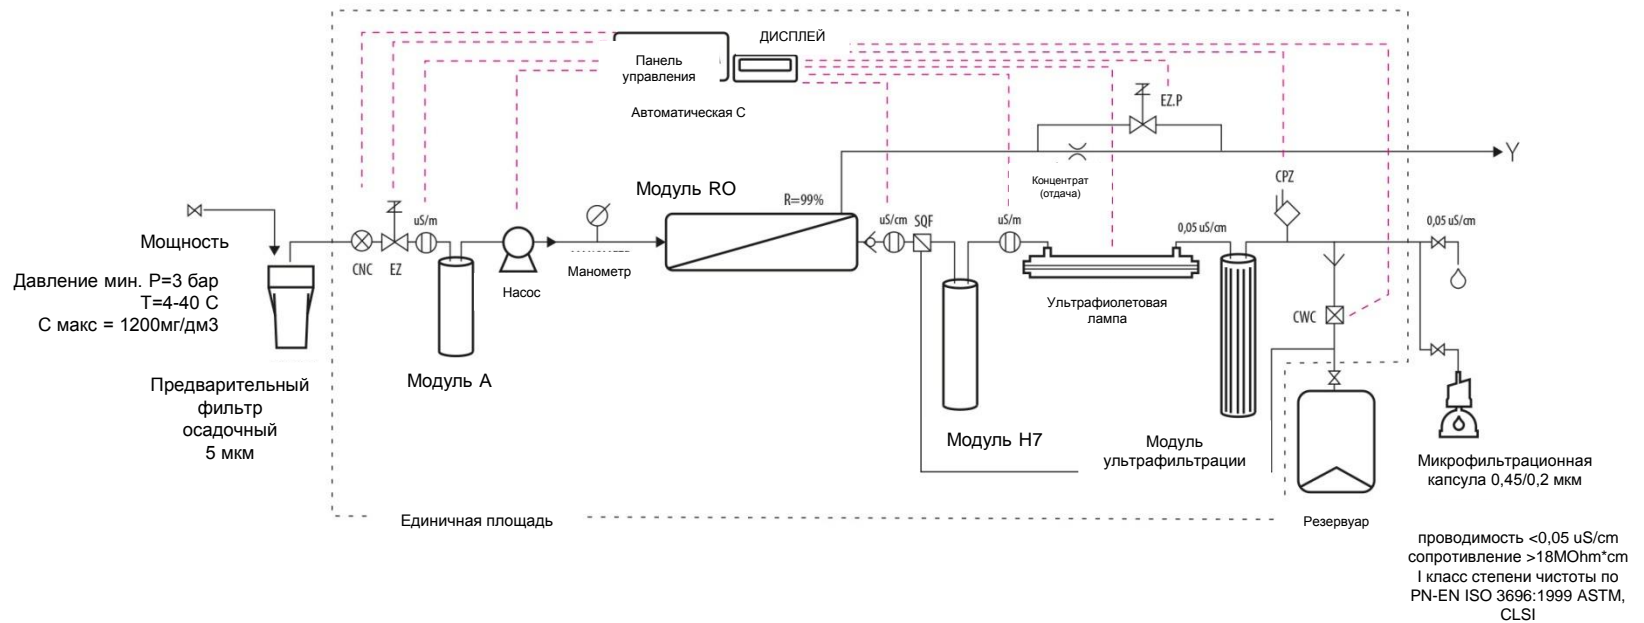 ДИСПЛЕЙ
Панель
управления
Автоматическая С
EZ.P
Y
Концентрат
(отдача)
CPZ
Модуль RO
R=99%
uS/m
uS/cm
SQF
uS/m
0,05 uS/cm
0,05 uS/cm
Мощность
CNC
EZ
Насос
Манометр
Давление мин. P=3 бар
T=4-40 C
С макс = 1200мг/дм3
Ультрафиолетовая
лампа
CWC
Предварительный
фильтр
осадочный
5 мкм
Модуль A
Модуль H7
Модуль
ультрафильтрации
Микрофильтрационная
капсула 0,45/0,2 мкм
Единичная площадь
Резервуар
проводимость <0,05 uS/cm
сопротивление >18MOhm*cm
I класс степени чистоты по
PN-EN ISO 3696:1999 ASTM,
CLSI